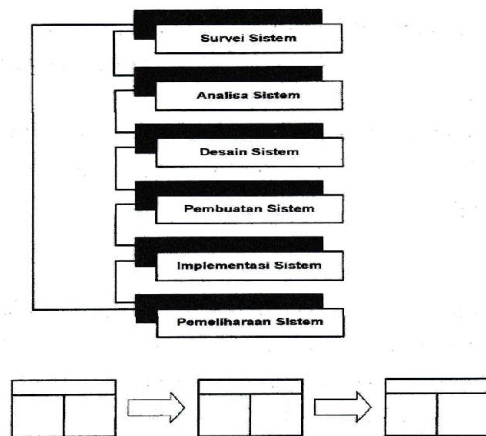 Survei Sistem
Analisa Sistem
Desain Sistem
Pembuatan Sistem
Implementasi Sistem
Pemeliharaan Sistem